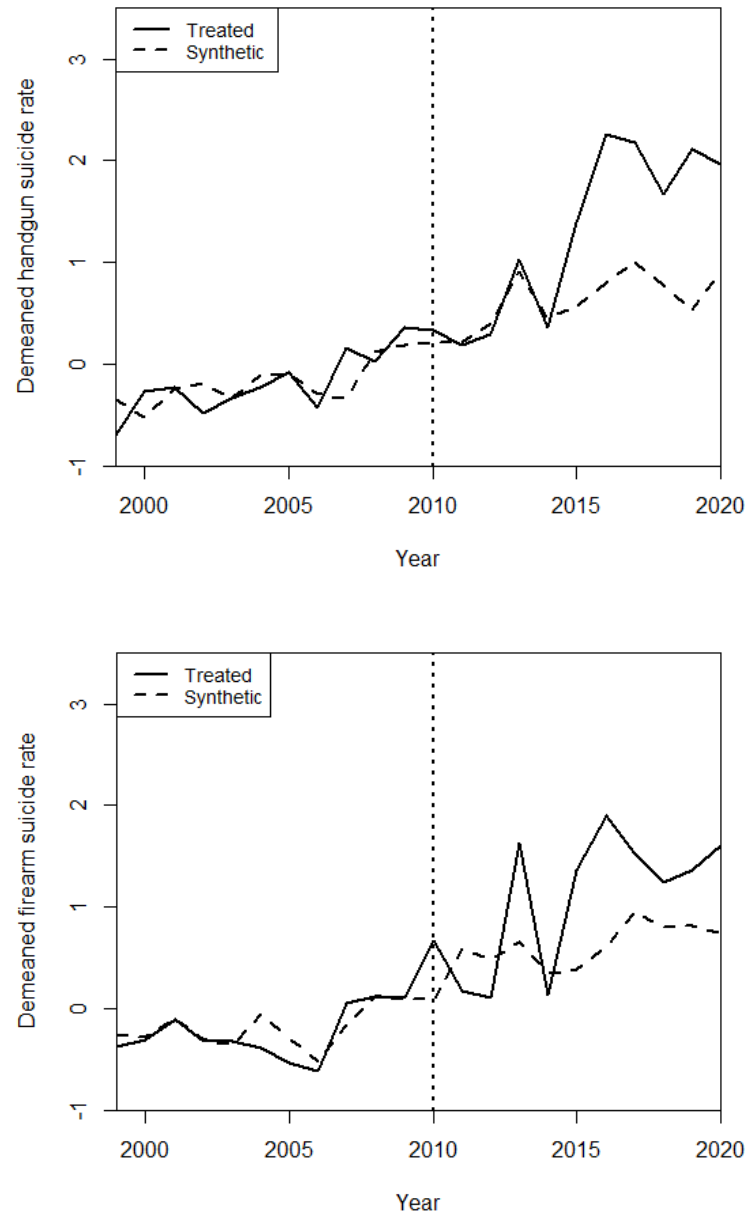 Treated
Synthetic
Demeaned handgun suicide rate
3
2
1
0
-1
2000 2005 2010 2015 2020
Year
Treated
Synthetic
Demeaned firearm suicide rate
3
2
1
0
-1
2000 2005 2010 2015 2020
Year